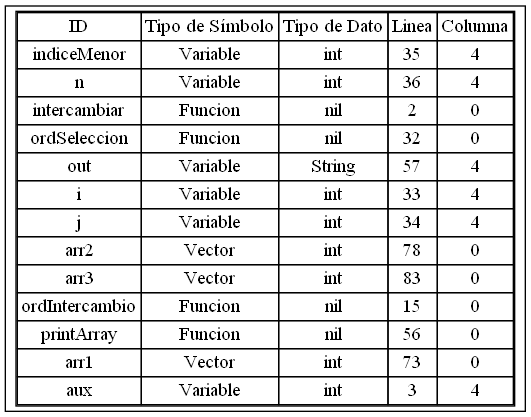 ID Tipo de Símbolo Tipo de Dato Linea Columna
indiceMenor Variable int 35 4
n Variable int 36 4
intercambiar Funcion nil 2 0
ordSeleccion Funcion nil 32 0
out Variable String 57 4
i Variable int 33 4
j Variable int 34 4
arr2 Vector int 78 0
arr3 Vector int 83 0
ordIntercambio Funcion nil 15 0
printArray Funcion nil 56 0
arr1 Vector int 73 0
aux Variable int 3 4